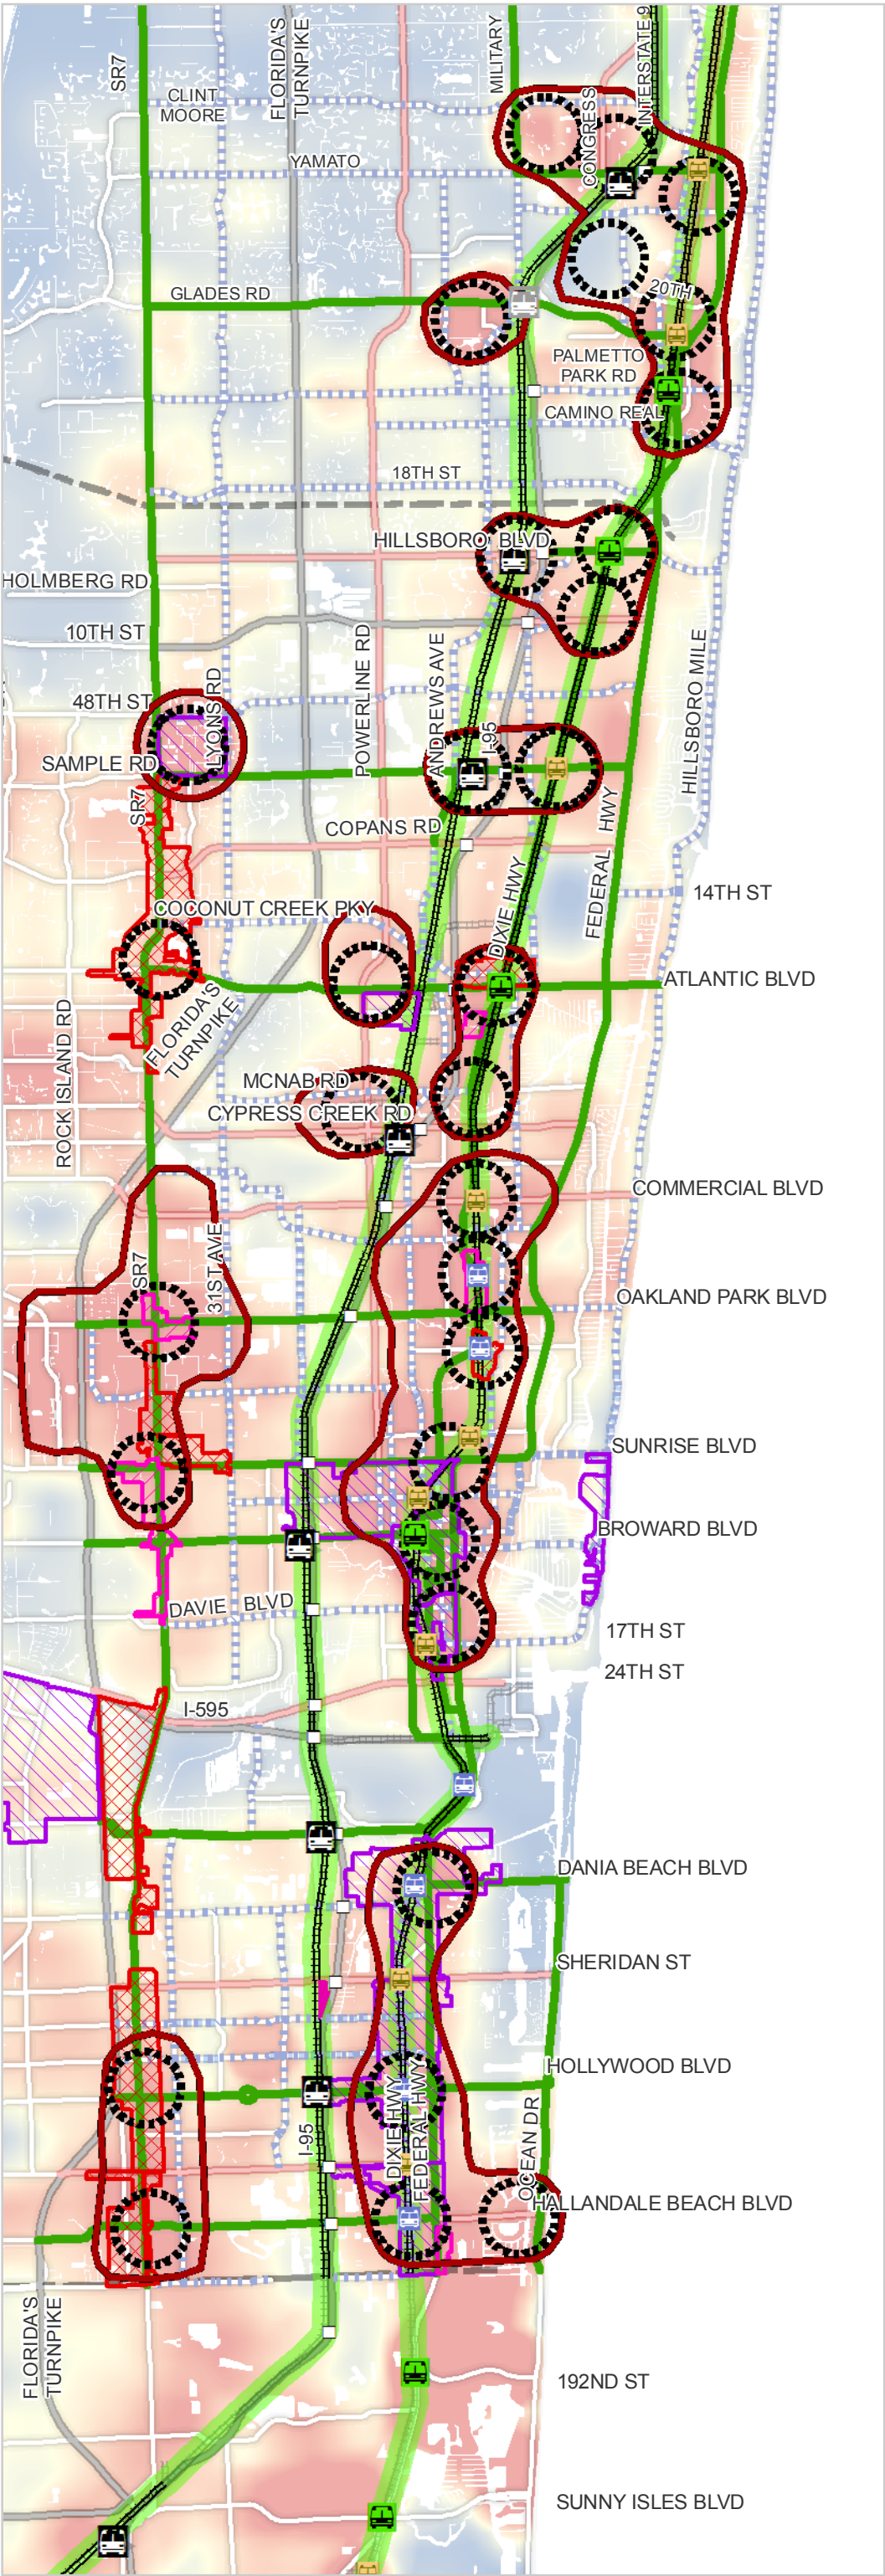 SR7
FLORIDA'S
TURNPIKE
MILITARY
INTERSTATE 9
CLINT
MOORE
CONGRESS
YAMATO
GLADES RD
20TH
PALMETTO
PARK RD
CAMINO REAL
18TH ST
HILLSBORO BLVD
HOLMBERG RD
10TH ST
POWERLINE RD
ANDREWS AVE
HILLSBORO MILE
48TH ST
LYONS RD
I-95
SAMPLE RD
SR7
COPANS RD
FEDERAL HWY
DIXIE HWY
14TH ST
COCONUT CREEK PKY
ATLANTIC BLVD
FLORIDA'S
TURNPIKE
ROCK ISLAND RD
MCNAB RD
CYPRESS CREEK RD
COMMERCIAL BLVD
SR7
31ST AVE
OAKLAND PARK BLVD
SUNRISE BLVD
BROWARD BLVD
DAVIE BLVD
17TH ST
24TH ST
I-595
DANIA BEACH BLVD
SHERIDAN ST
HOLLYWOOD BLVD
I-95
DIXIE HWY
FEDERAL HWY
OCEAN DR
HALLANDALE BEACH BLVD
FLORIDA'S
TURNPIKE
192ND ST
SUNNY ISLES BLVD